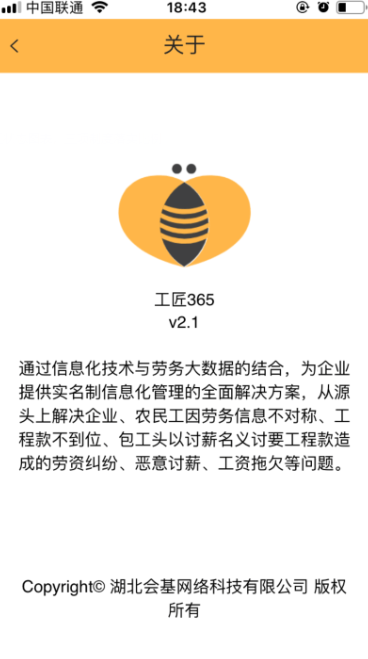 中国联通
18:43
关于
工匠365
v2.1
通过信息化技术与劳务大数据的结合，为企业
提供实名制信息化管理的全面解决方案，从源
头上解决企业、农民工因劳务信息不对称、工
程款不到位、包工头以讨薪名义讨要工程款造
成的劳资纠纷、恶意讨薪、工资拖欠等问题。
Copyright© 湖北会基网络科技有限公司 版权
所有